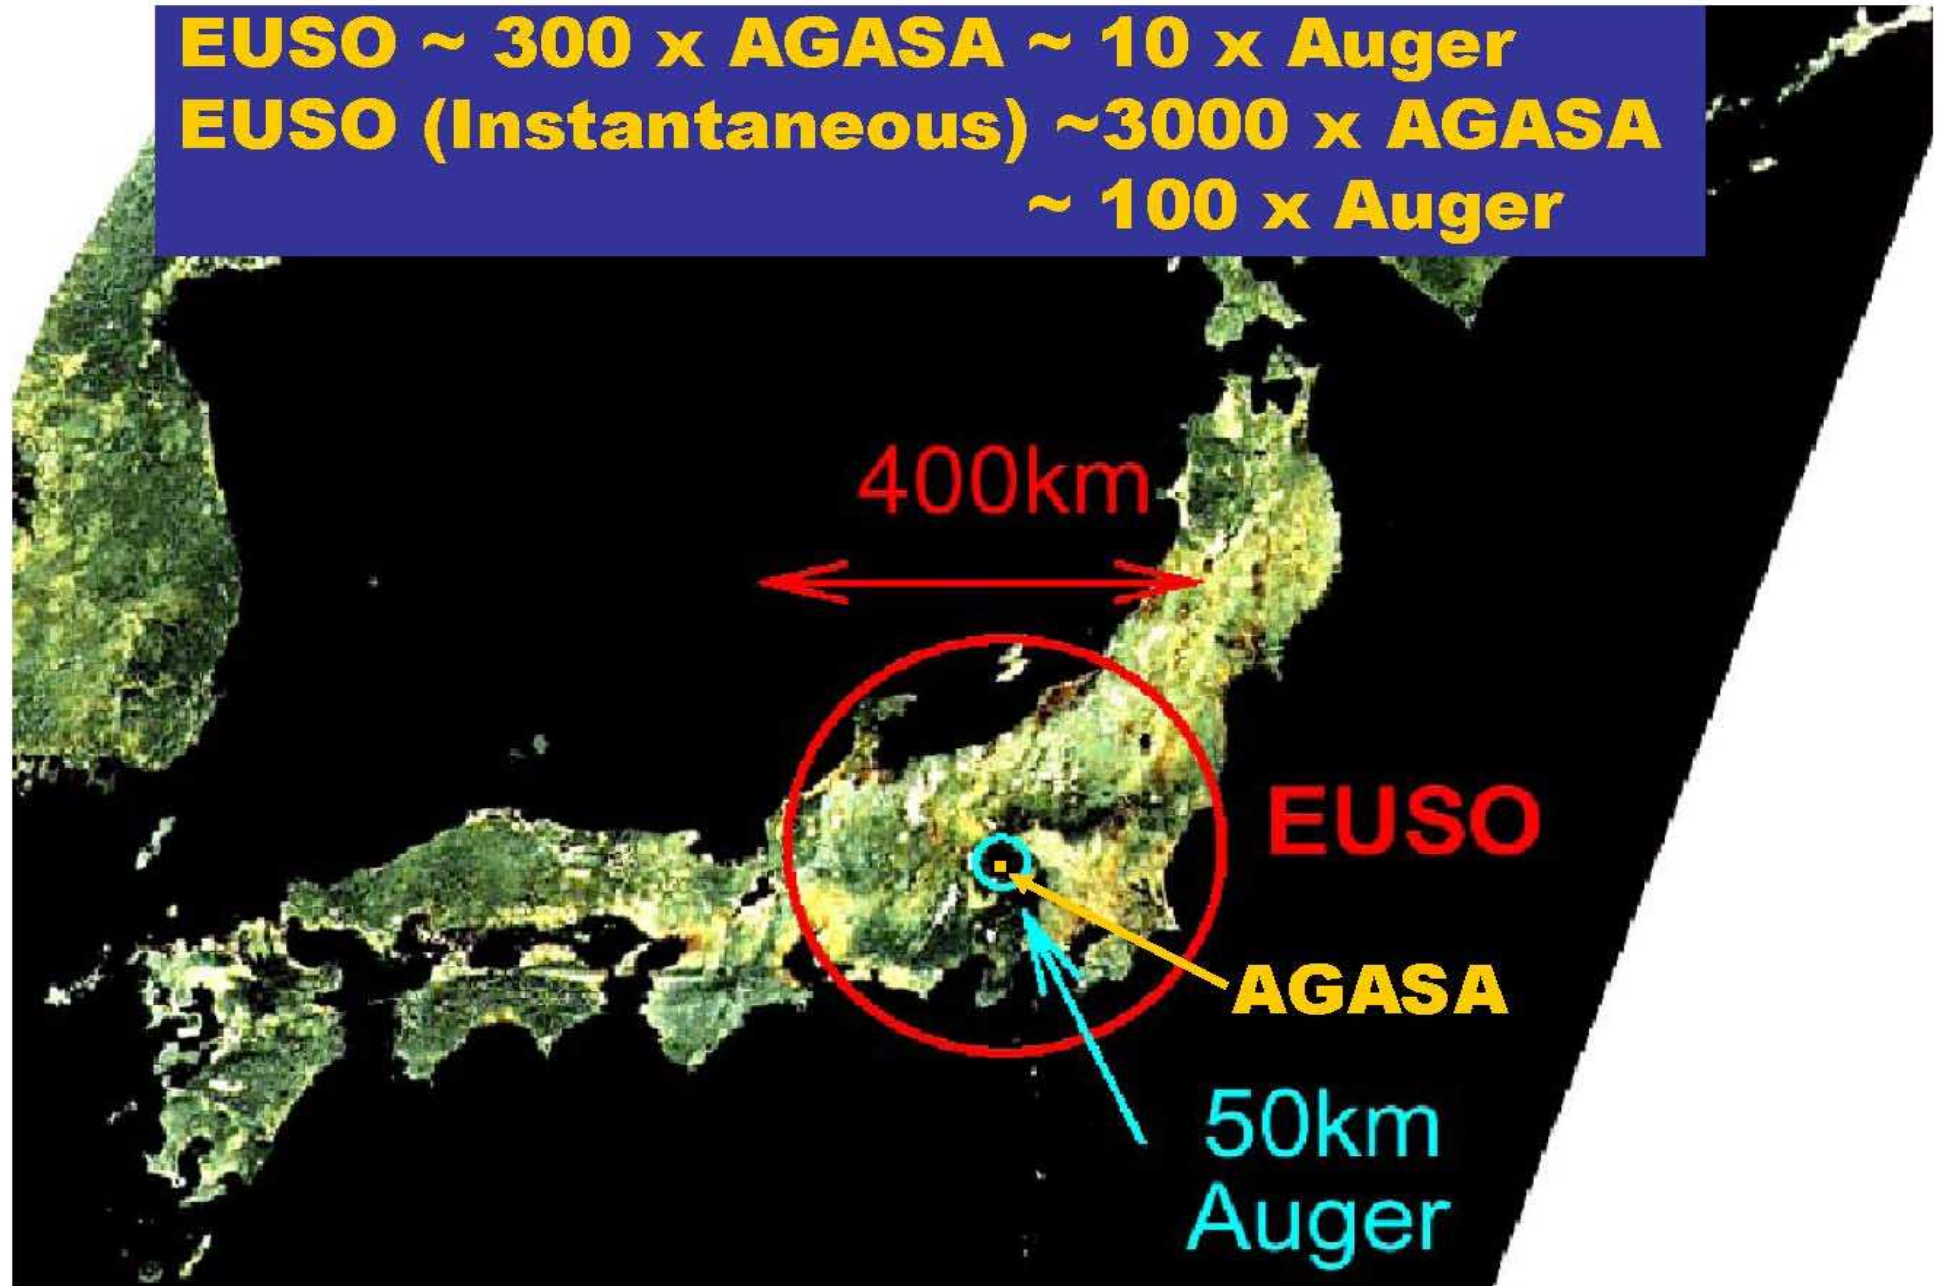 EUSO ~ 300 x AGASA ~ 10 x Auger
EUSO (Instantaneous) ~3000 x AGASA
~ 100 x Auger
400km
EUSO
AGASA
50km
Auger